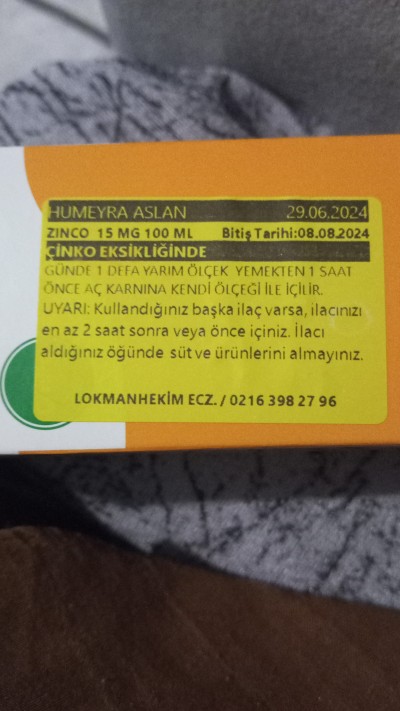 HUMEYRA ASLAN 29.06.2024
ZINCO 15 MG 100 ML Bitiş Tarihi:08.08.2024
ÇİNKO EKSİKLİĞİNDE
GÜNDE 1 DEFA YARIM ÖLÇEK YEMEKTEN 1 SAAT
ÖNCE AÇ KARNINA KENDİ ÖLÇEĞİ İLE İÇİLİR.
UYARI: Kullandığınız başka ilaç varsa, ilacınızı
en az 2 saat sonra veya önce içiniz. İlacı
aldığınız öğünde süt ve ürünlerini almayınız.
LOKMANHEKİM ECZ. / 0216 398 27 96